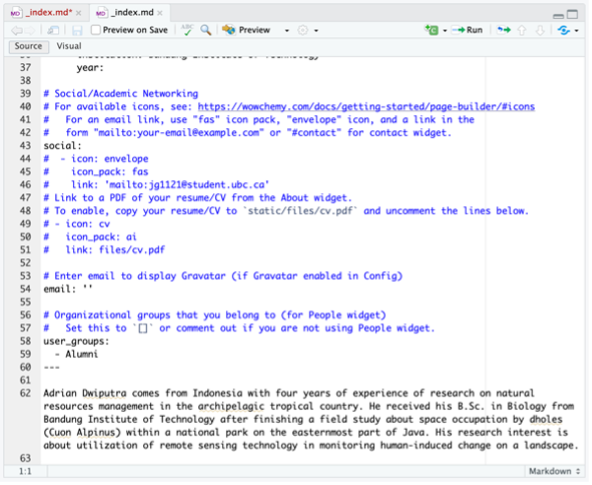 _index.md* × _index.md ×
Preview on Save ABC Preview Run
Source Visual
37 year:
38
39 # Social/Academic Networking
40 # For available icons, see: https://wowchemy.com/docs/getting-started/page-builder/#icons
41 #   For an email link, use "fas" icon pack, "envelope" icon, and a link in the
42 #   form "mailto:your-email@example.com" or "#contact" for contact widget.
43 social:
44 #  - icon: envelope
45 #    icon_pack: fas
46 #    link: 'mailto:jg1121@student.ubc.ca'
47 # Link to a PDF of your resume/CV from the About widget.
48 # To enable, copy your resume/CV to `static/files/cv.pdf` and uncomment the lines below.
49 # - icon: cv
50 #   icon_pack: ai
51 #   link: files/cv.pdf
52
53 # Enter email to display Gravatar (if Gravatar enabled in Config)
54 email: ''
55
56 # Organizational groups that you belong to (for People widget)
57 #   Set this to `[]` or comment out if you are not using People widget.
58 user_groups:
59   - Alumni
60 ---
61
62 Adrian Dwiputra comes from Indonesia with four years of experience of research on natural
resources management in the archipelagic tropical country. He received his B.Sc. in Biology from
Bandung Institute of Technology after finishing a field study about space occupation by dholes
(Cuon Alpinus) within a national park on the easternmost part of Java. His research interest is
about utilization of remote sensing technology in monitoring human-induced change on a landscape.
63
1:1 Markdown